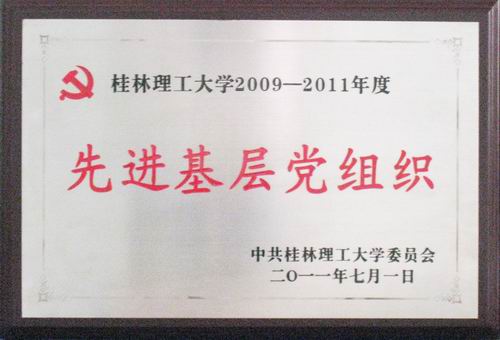 桂林理工大学2009—2011年度
先进基层党组织
中共桂林理工大学委员会
二〇一一年七月一日